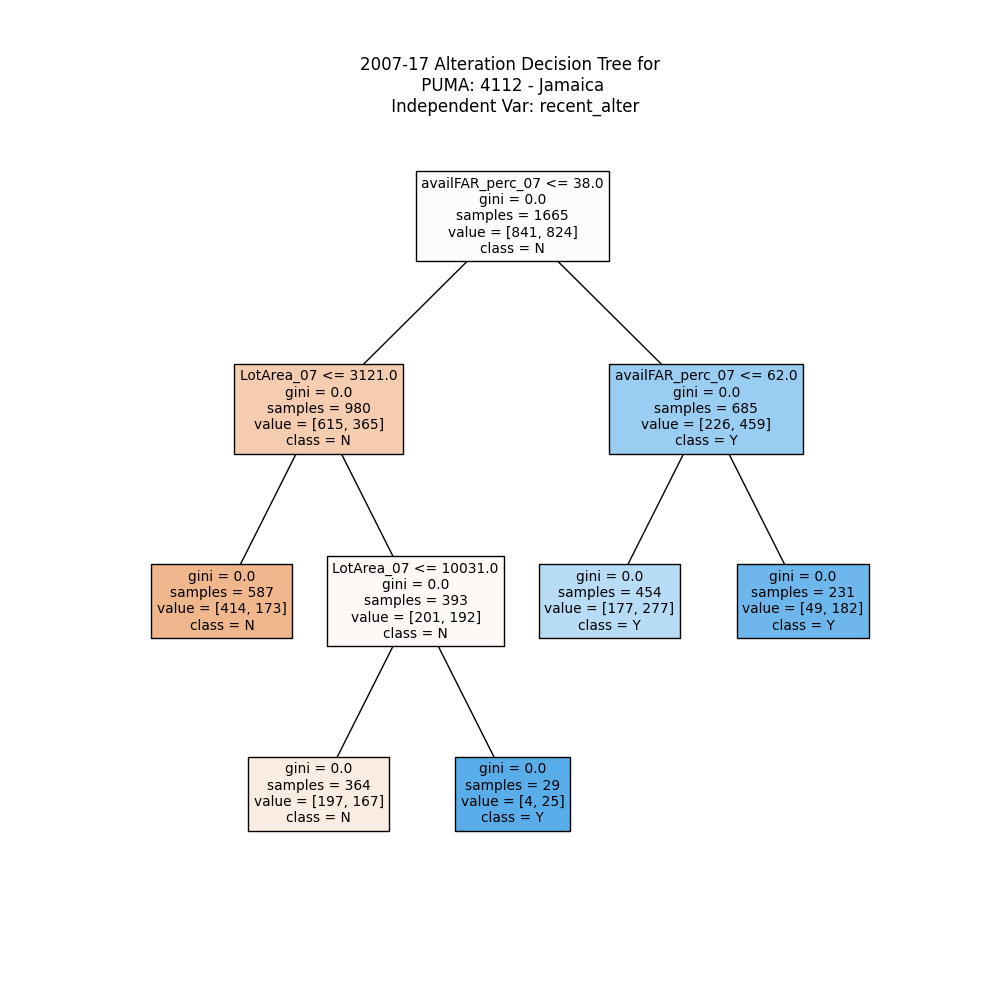 2007-17 Alteration Decision Tree for
PUMA: 4112 - Jamaica
Independent Var: recent_alter
availFAR_perc_07 <= 38.0
gini = 0.0
samples = 1665
value = [841, 824]
class = N
LotArea_07 <= 3121.0
gini = 0.0
samples = 980
value = [615, 365]
class = N
availFAR_perc_07 <= 62.0
gini = 0.0
samples = 685
value = [226, 459]
class = Y
gini = 0.0
samples = 587
value = [414, 173]
class = N
LotArea_07 <= 10031.0
gini = 0.0
samples = 393
value = [201, 192]
class = N
gini = 0.0
samples = 454
value = [177, 277]
class = Y
gini = 0.0
samples = 231
value = [49, 182]
class = Y
gini = 0.0
samples = 364
value = [197, 167]
class = N
gini = 0.0
samples = 29
value = [4, 25]
class = Y